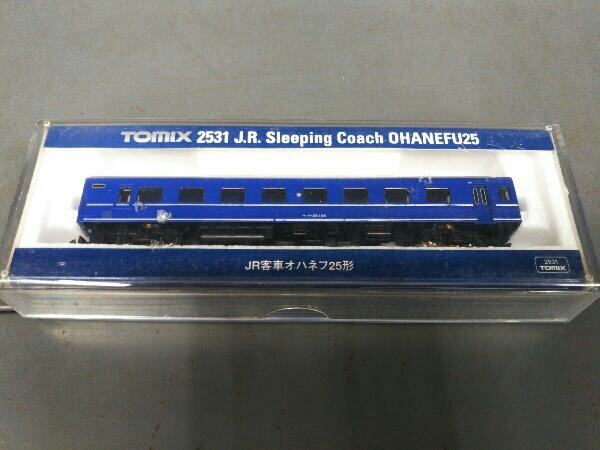 TOMIX 2531 J.R. Sleeping Coach OHANEFU25
JR客車オハネフ25形
2531
TOMIX